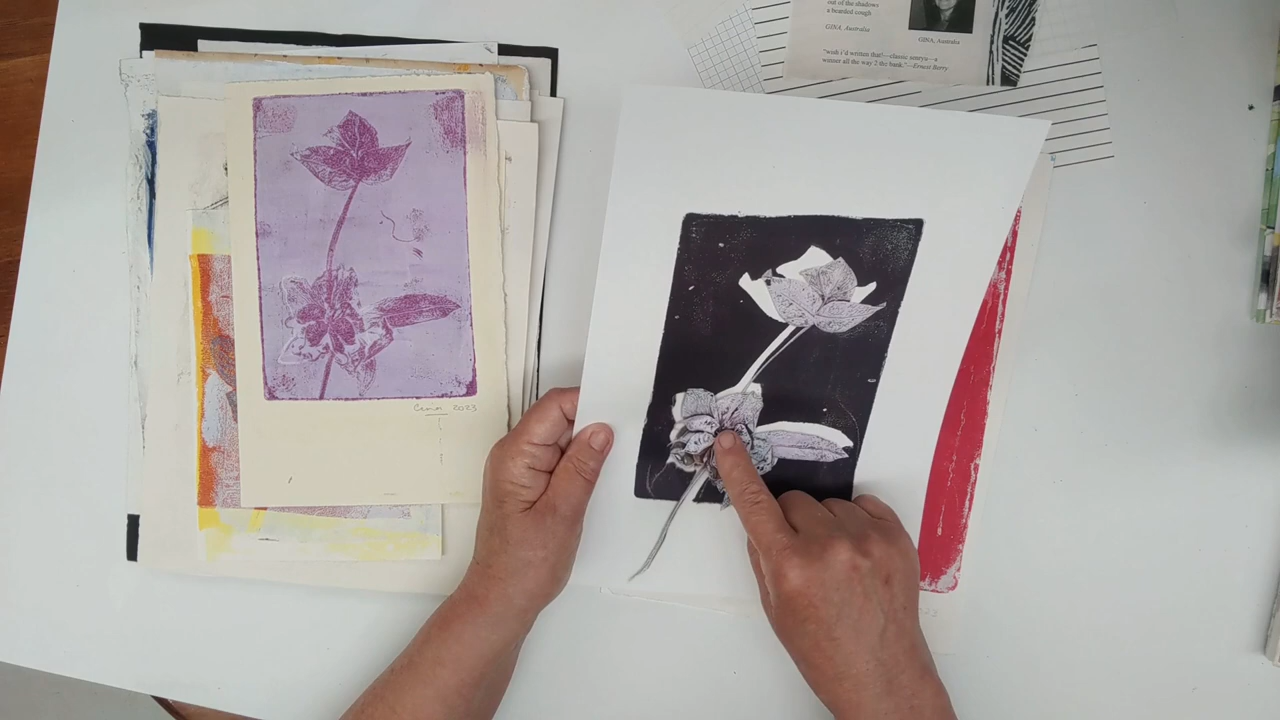 out of the shadows
a bearded cough
GINA, Australia
GINA, Australia
"wish i'd written that!—classic senryu—a
winner all the way 2 the bank."—Ernest Berry
2023
23